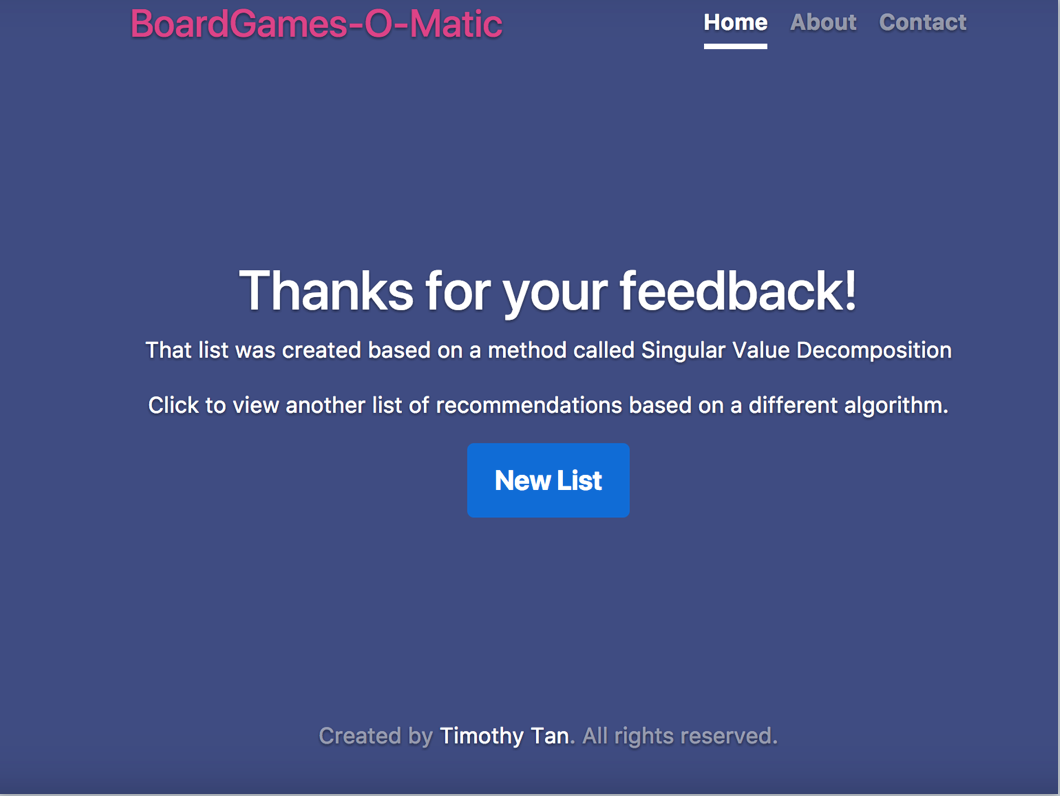 BoardGames-O-Matic
Home About Contact
Thanks for your feedback!
That list was created based on a method called Singular Value Decomposition
Click to view another list of recommendations based on a different algorithm.
New List
Created by Timothy Tan. All rights reserved.